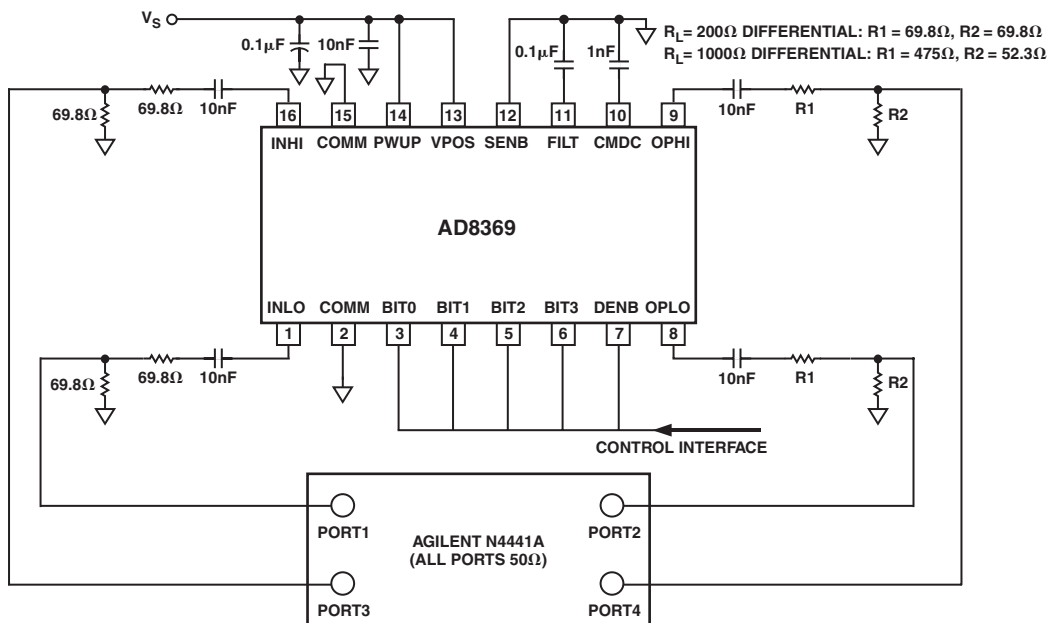 V_S
0.1μF 10nF
0.1μF 1nF
R_L= 200Ω DIFFERENTIAL: R1 = 69.8Ω, R2 = 69.8Ω
R_L= 1000Ω DIFFERENTIAL: R1 = 475Ω, R2 = 52.3Ω
69.8Ω 69.8Ω 10nF
10nF R1 R2
16 15 14 13 12 11 10 9
INHI COMM PWUP VPOS SENB FILT CMDC OPHI
AD8369
INLO COMM BIT0 BIT1 BIT2 BIT3 DENB OPLO
1 2 3 4 5 6 7 8
69.8Ω 69.8Ω 10nF
10nF R1 R2
CONTROL INTERFACE
PORT1 PORT2
AGILENT N4441A
(ALL PORTS 50Ω)
PORT3 PORT4